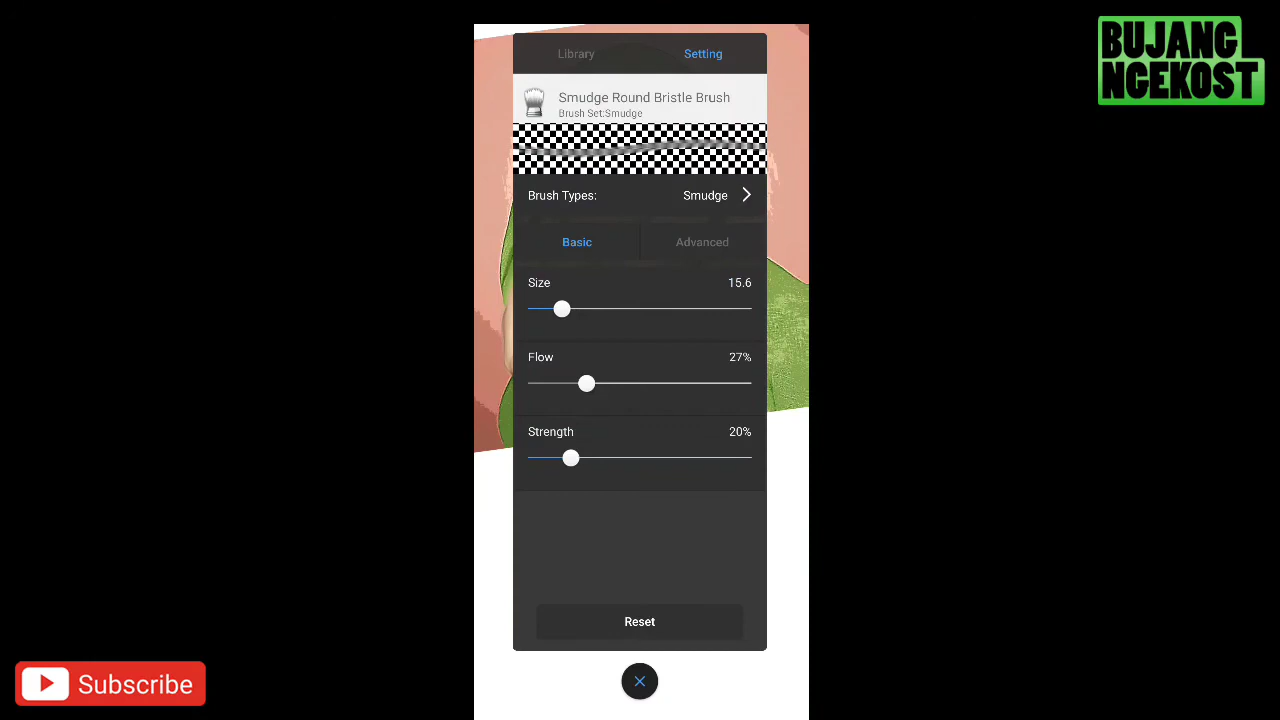 BUJANG
NGEKOST
Library Setting
Smudge Round Bristle Brush
Brush Set:Smudge
Brush Types: Smudge
Basic Advanced
Size 15.6
Flow 27%
Strength 20%
Reset
Subscribe